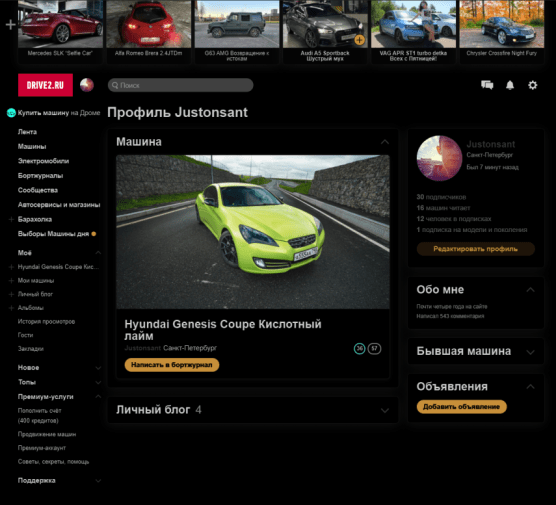 Mercedes SLK "Selfie Car"
Alfa Romeo Brera 2.4JTDm
G63 AMG Возвращение к
истокам
Audi A5 Sportback
Шустрый мух
VAG APR ST1 turbo detka
Всех с Пятницей!
Chrysler Crossfire Night Fury
DRIVE2.RU
Поиск
Купить машину на Дроме
Профиль Justonsant
Лента
Машины
Электромобили
Бортжурналы
Сообщества
Автосервисы и магазины
Барахолка
Выборы Машины дня
Моё
Hyundai Genesis Coupe Кис...
Мои машины
Личный блог
Альбомы
История просмотров
Гости
Закладки
Новое
Топы
Премиум-услуги
Пополнить счёт
(400 кредитов)
Продвижение машин
Премиум-аккаунт
Советы, секреты, помощь
Поддержка
Машина
Hyundai Genesis Coupe Кислотный
лайм
Justonsant Санкт-Петербург
36 57
Написать в бортжурнал
Личный блог 4
Justonsant
Санкт-Петербург
Был 7 минут назад
30 подписчиков
16 машин читает
12 человек в подписках
1 подписка на модели и поколения
Редактировать профиль
Обо мне
Почти четыре года на сайте
Написал 543 комментария
Бывшая машина
Объявления
Добавить объявление